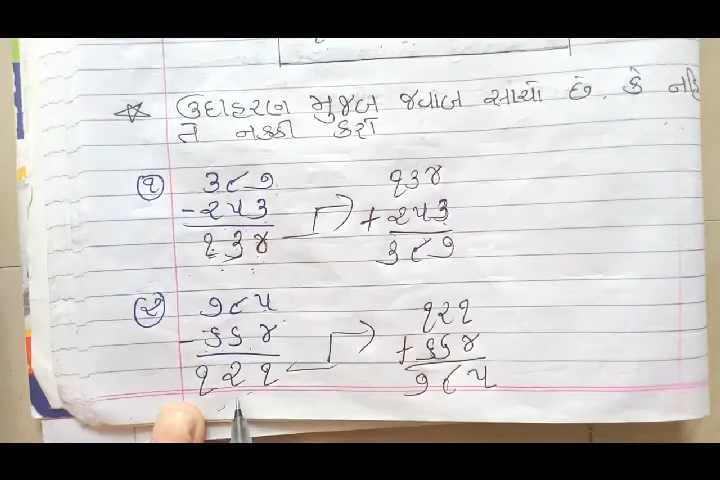 ઉદાહરણ મુજબ જવાબ સાચો છે. કે નહિ
તે નક્કી કરો
૧ ૩૮૭ ૧૩૪
-૨૫૩ +૨૫૩
૧૩૪ ૩૮૭
૨ ૭૮૫ ૧૨૧
-૬૬૪ +૬૬૪
૧૨૧ ૭૮૫